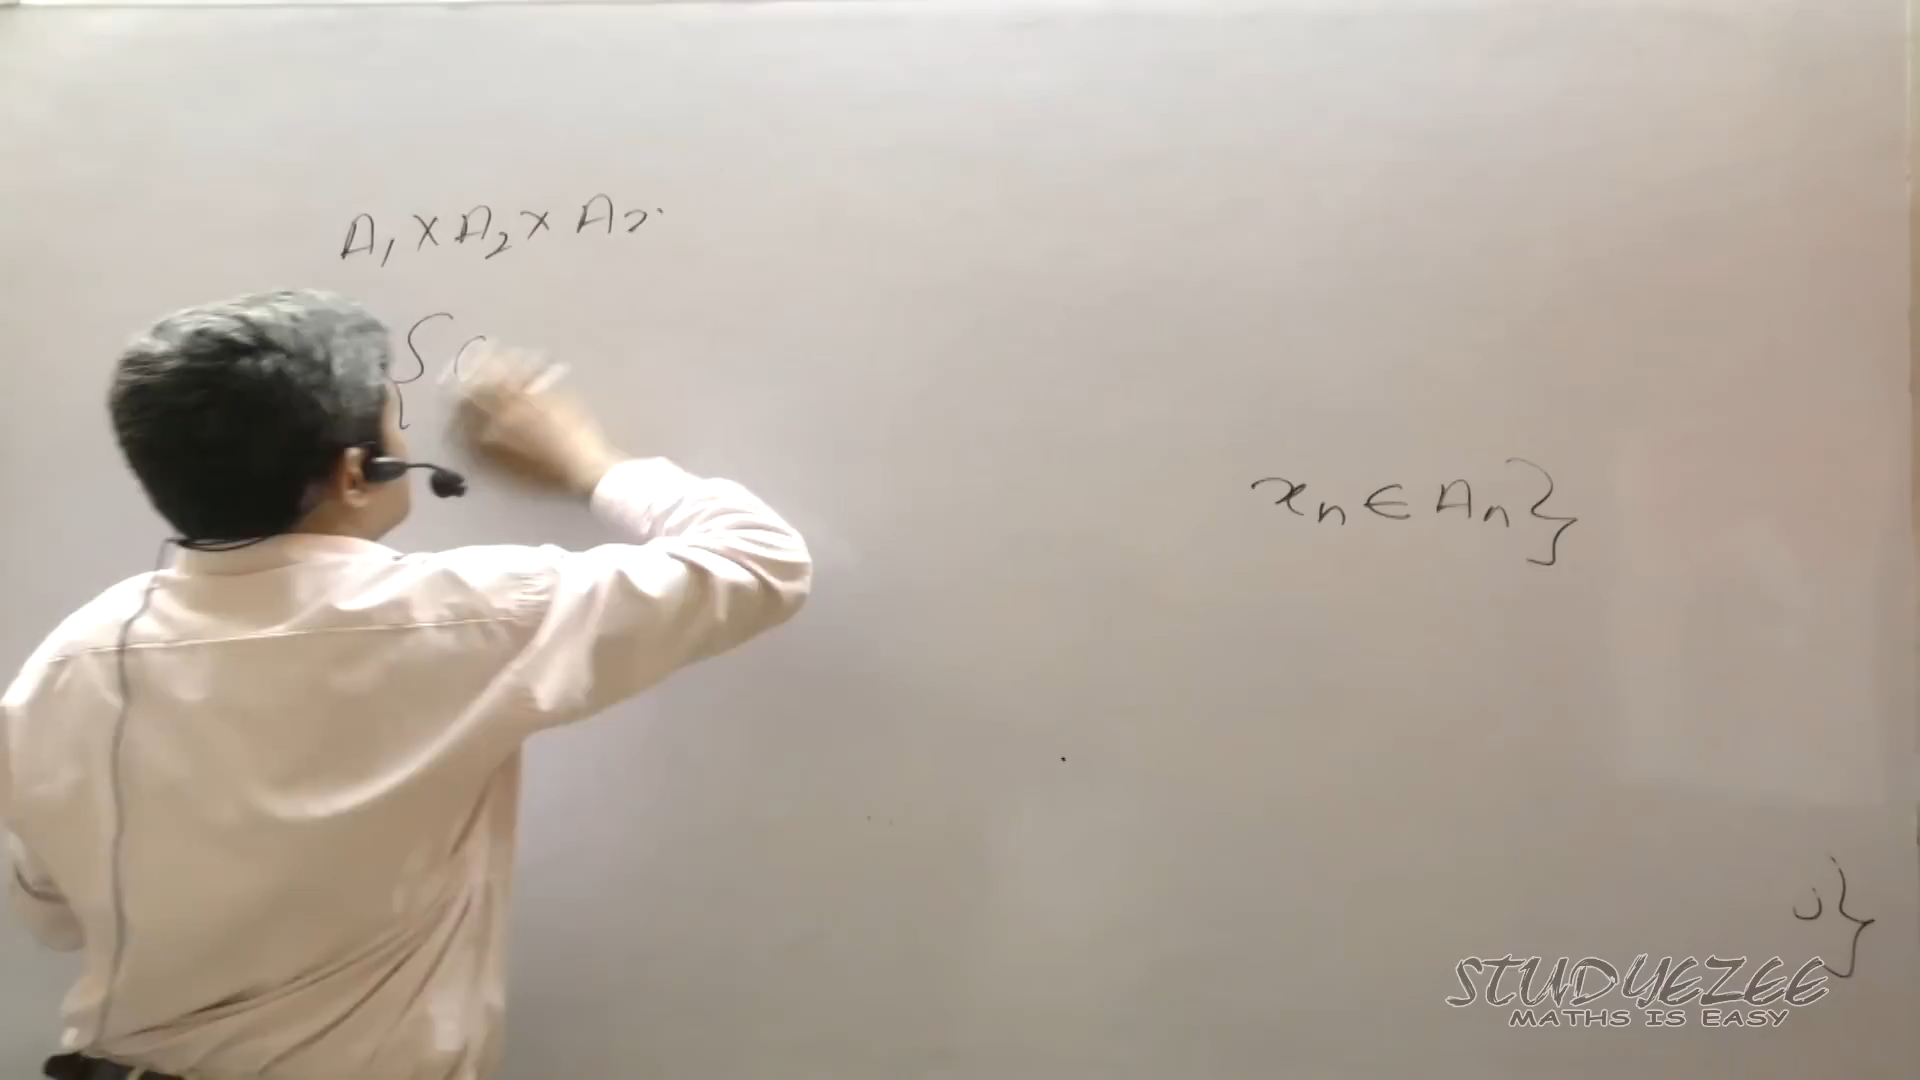 A₁ × A₂ × A₃
{ (
xₙ ∈ Aₙ }
}
STUDYEZEE
MATHS IS EASY